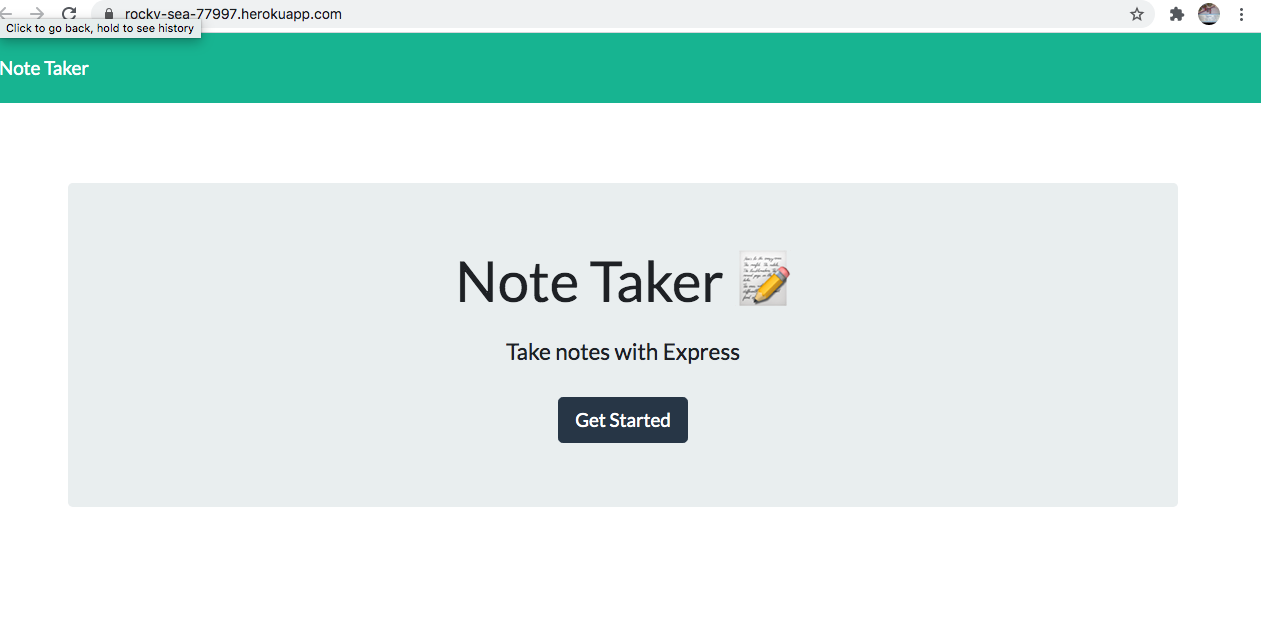 rocky-sea-77997.herokuapp.com
Click to go back, hold to see history
Note Taker
Note Taker 📝
Take notes with Express
Get Started